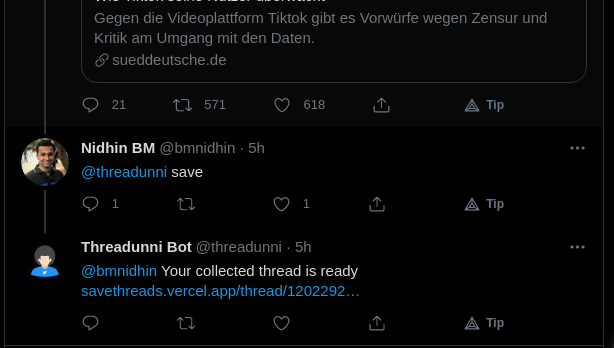 Gegen die Videoplattform Tiktok gibt es Vorwürfe wegen Zensur und
Kritik am Umgang mit den Daten.
sueddeutsche.de
21 571 618 Tip
Nidhin BM @bmnidhin · 5h
@threadunni save
1 1 Tip
Threadunni Bot @threadunni · 5h
@bmnidhin Your collected thread is ready
savethreads.vercel.app/thread/1202292…
Tip